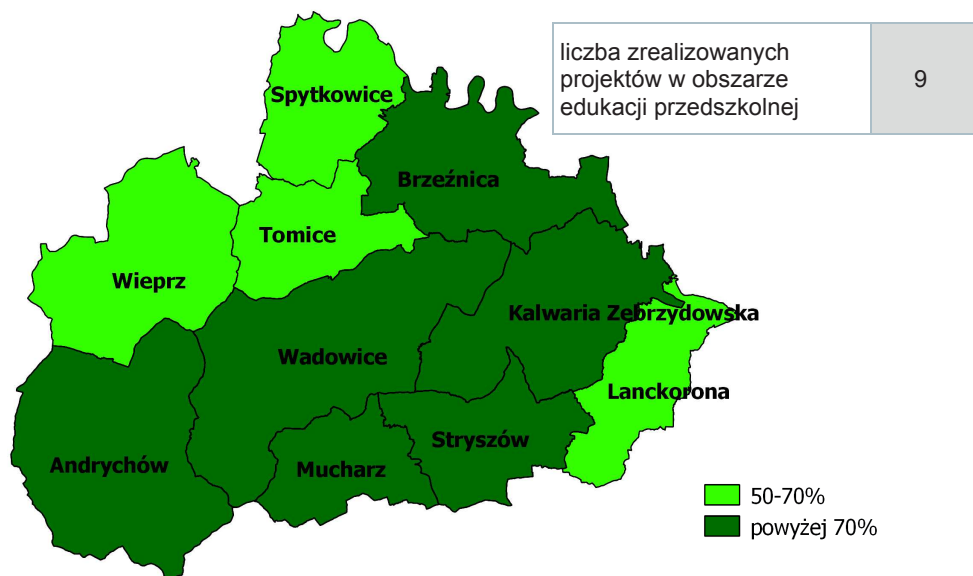 liczba zrealizowanych
projektów w obszarze
edukacji przedszkolnej
9
Spytkowice
Brzeźnica
Tomice
Wieprz
Kalwaria Zebrzydowska
Wadowice
Lanckorona
Stryszów
Andrychów
Mucharz
50-70%
powyżej 70%